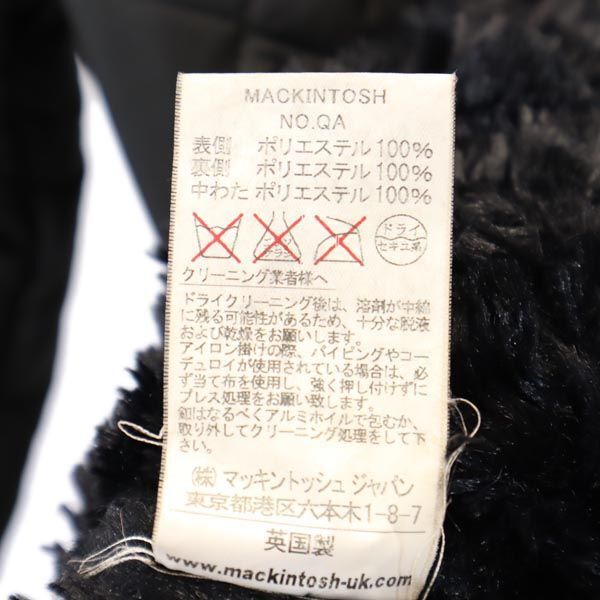 MACKINTOSH
NO.QA
表側 ポリエステル100%
裏側 ポリエステル100%
中わた ポリエステル100%
エンソ サラシ ドライ
セキユ系
クリーニング業者様へ
ドライクリーニング後は、溶剤が中綿
に残る可能性があるため、十分な脱液
および乾燥をお願いします。
アイロン掛けの際、パイピングやコー
デュロイが使用されている場合は、必
ず当て布を使用し、強く押し付けずに
プレス処理をお願い致します。
釦はなるべくアルミホイルで包むか、
取り外してクリーニング処理をして下
さい。
㈱ マッキントッシュ ジャパン
東京都港区六本木1-8-7
英国製
www.mackintosh-uk.com